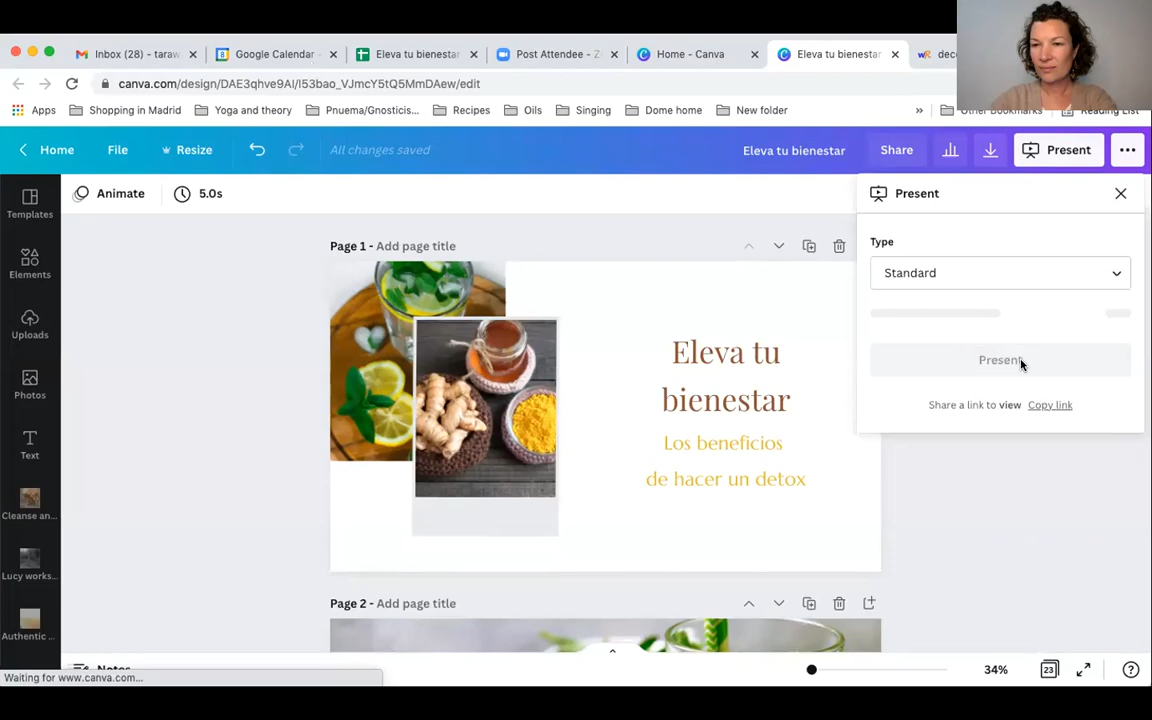 Inbox (28) - taraw
Google Calendar -
Eleva tu bienestar
Post Attendee - Z
Home - Canva
Eleva tu bienestar
deco
canva.com/design/DAE3qhve9AI/l53bao_VJmcY5tQ5MmDAew/edit
Apps
Shopping in Madrid
Yoga and theory
Pnuema/Gnosticis...
Recipes
Oils
Singing
Dome home
New folder
»
Other Bookmarks
Reading List
Home
File
Resize
All changes saved
Eleva tu bienestar
Share
Present
Templates
Elements
Uploads
Photos
Text
Cleanse an...
Lucy works...
Authentic ...
Animate
5.0s
Page 1 - Add page title
Eleva tu
bienestar
Los beneficios
de hacer un detox
Page 2 - Add page title
Present
Type
Standard
Present
Share a link to view Copy link
Notes
34%
23
?
Waiting for www.canva.com...